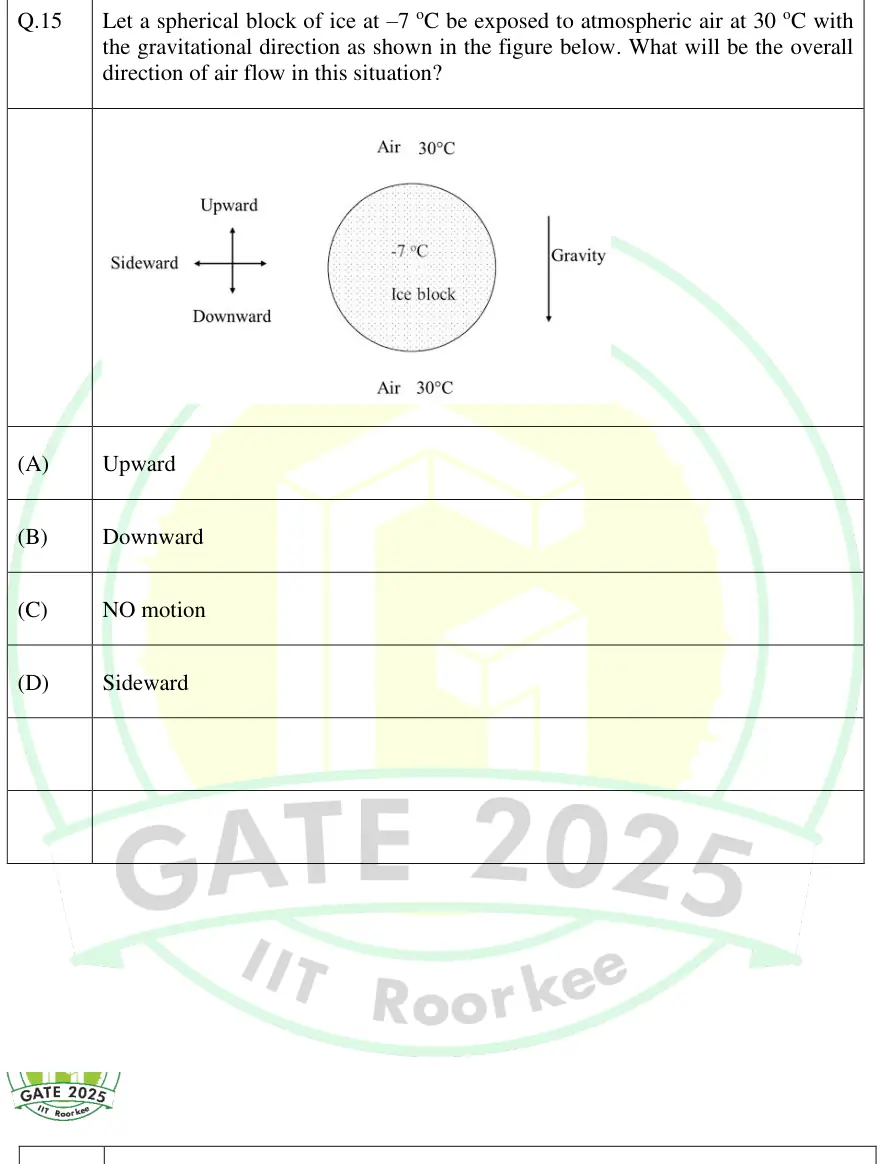 Q.15 Let a spherical block of ice at –7 ºC be exposed to atmospheric air at 30 ºC with
the gravitational direction as shown in the figure below. What will be the overall
direction of air flow in this situation?
Air 30°C
Upward
-7 ºC
Gravity
Sideward
Ice block
Downward
Air 30°C
(A) Upward
(B) Downward
(C) NO motion
(D) Sideward
GATE 2025
IIT Roorkee
GATE 2025
IIT Roorkee